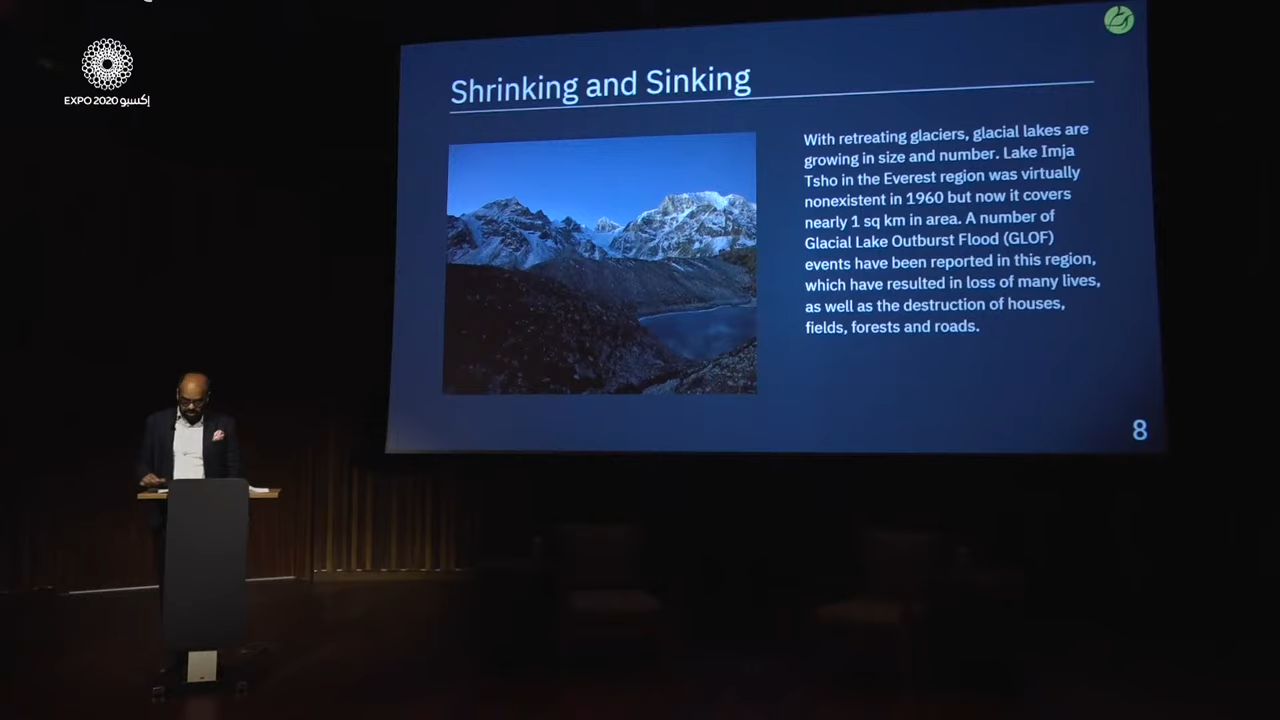 EXPO 2020 إكسبو
Shrinking and Sinking
With retreating glaciers, glacial lakes are
growing in size and number. Lake Imja
Tsho in the Everest region was virtually
nonexistent in 1960 but now it covers
nearly 1 sq km in area. A number of
Glacial Lake Outburst Flood (GLOF)
events have been reported in this region,
which have resulted in loss of many lives,
as well as the destruction of houses,
fields, forests and roads.
8